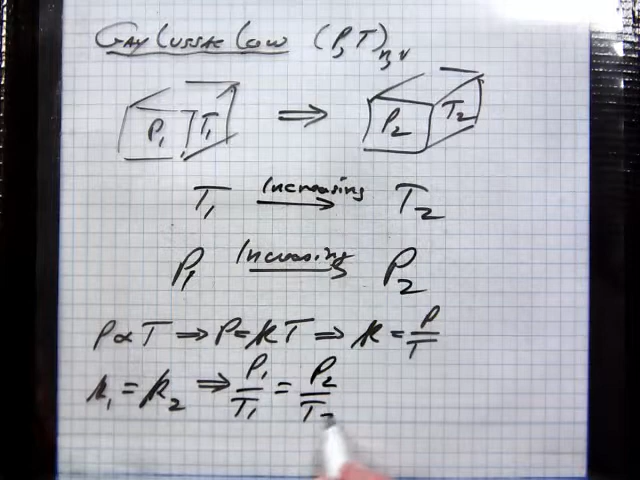 GAY LUSSAC LAW (P, T)n, v
P1 T1 ⇒ P2 T2
T1 Increasing → T2
P1 Increasing → P2
P ∝ T ⇒ P = kT ⇒ k = P/T
k1 = k2 ⇒ P1/T1 = P2/T2